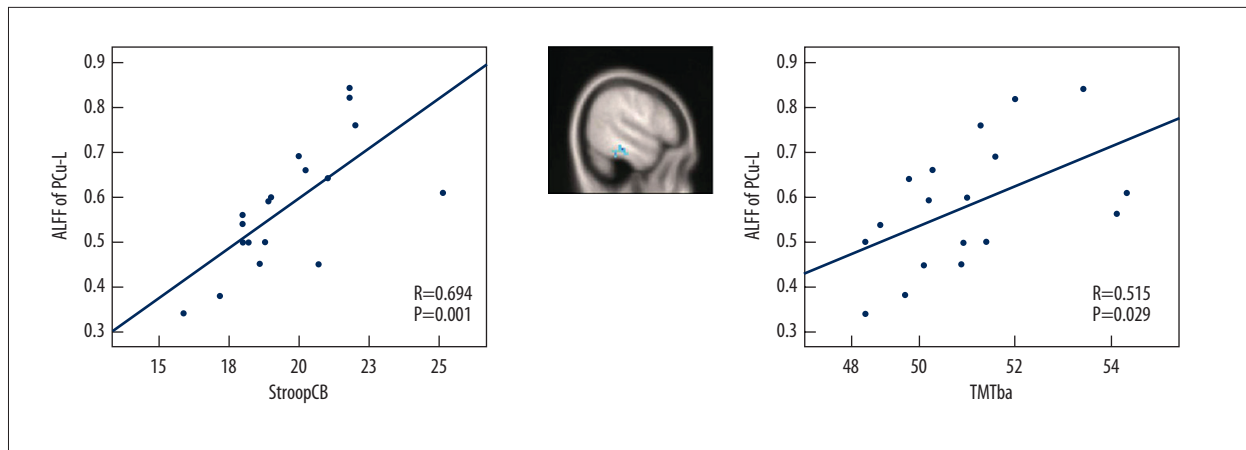 ALFF of PCu-L
0.9
0.8
0.7
0.6
0.5
0.4
0.3
R=0.694
P=0.001
15 18 20 23 25
StroopCB
ALFF of PCu-L
0.9
0.8
0.7
0.6
0.5
0.4
0.3
R=0.515
P=0.029
48 50 52 54
TMTba